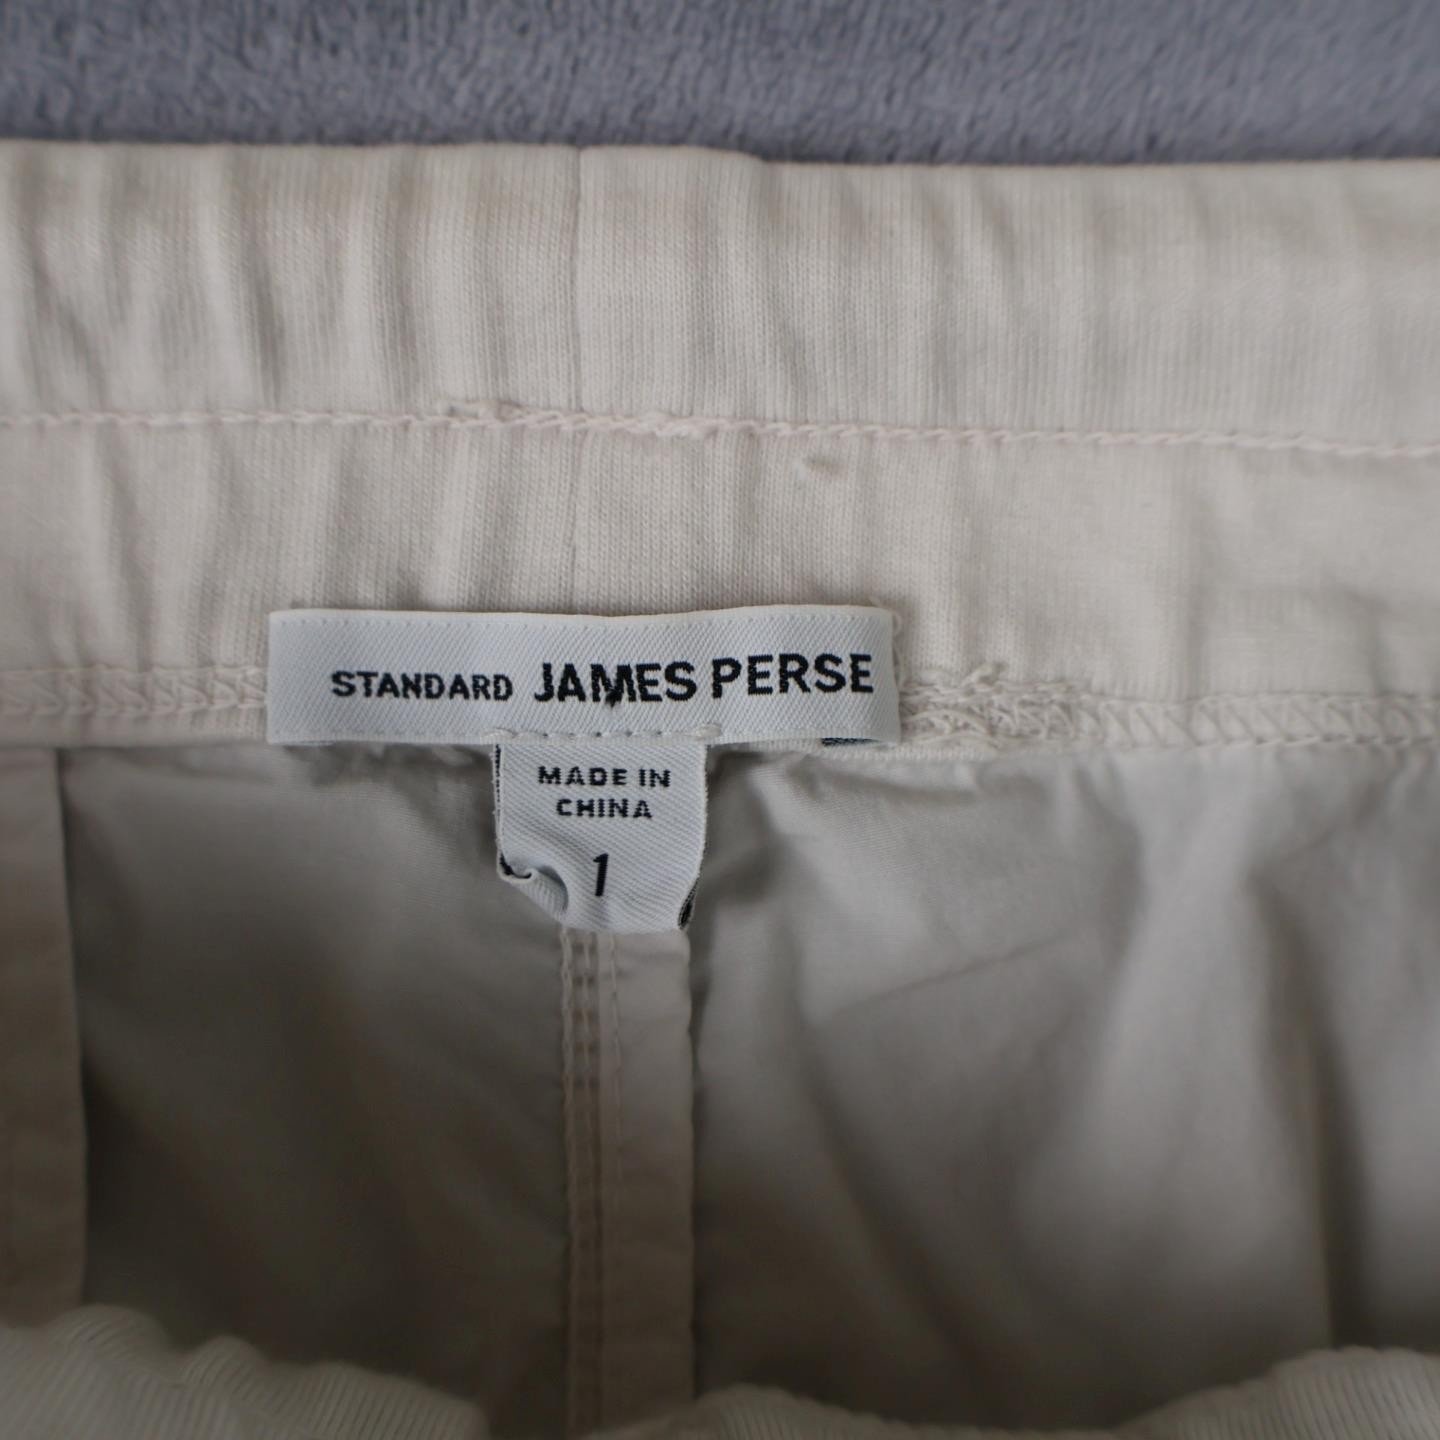 STANDARD JAMES PERSE
MADE IN
CHINA
1